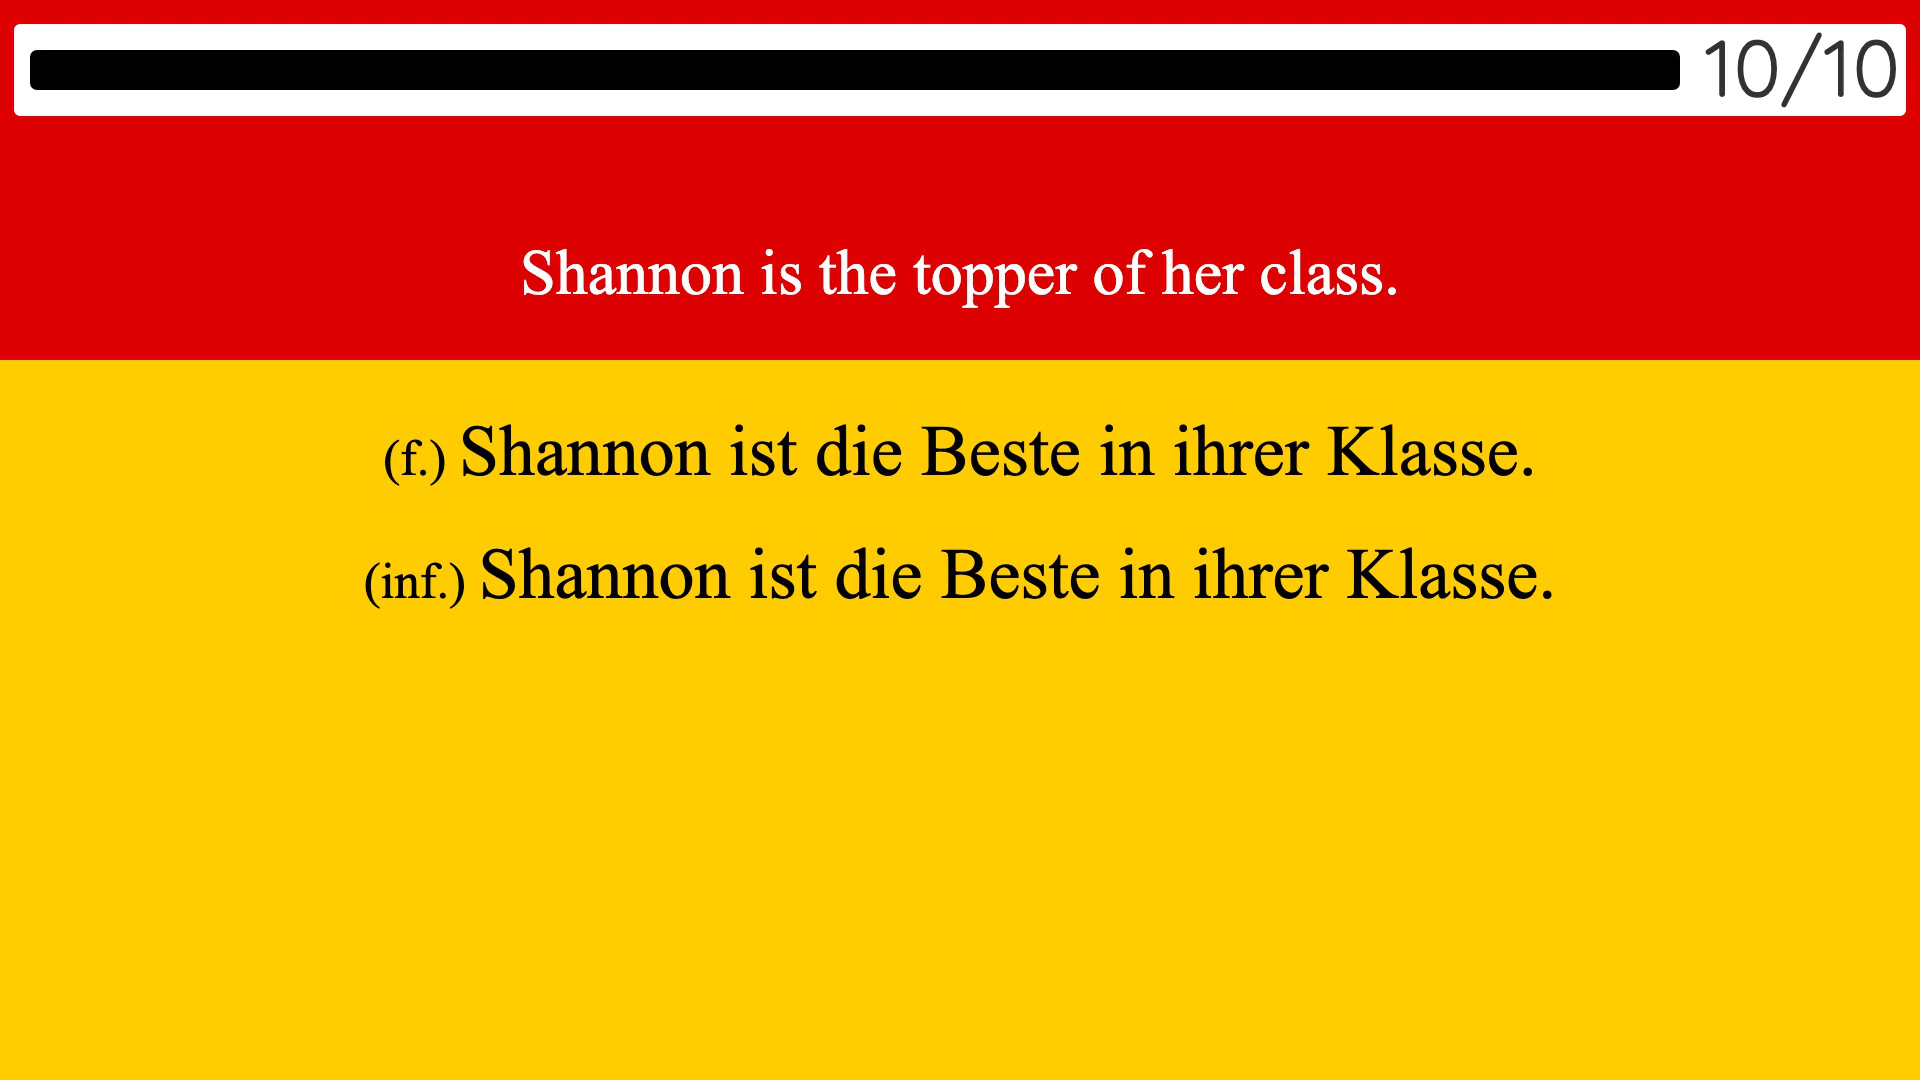 10/10
Shannon is the topper of her class.
(f.) Shannon ist die Beste in ihrer Klasse.
(inf.) Shannon ist die Beste in ihrer Klasse.